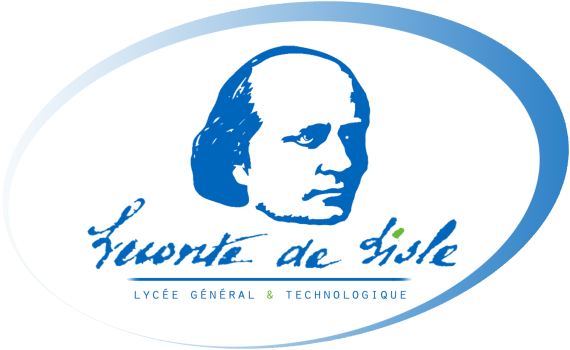 Leconte de Lisle
LYCÉE GÉNÉRAL & TECHNOLOGIQUE